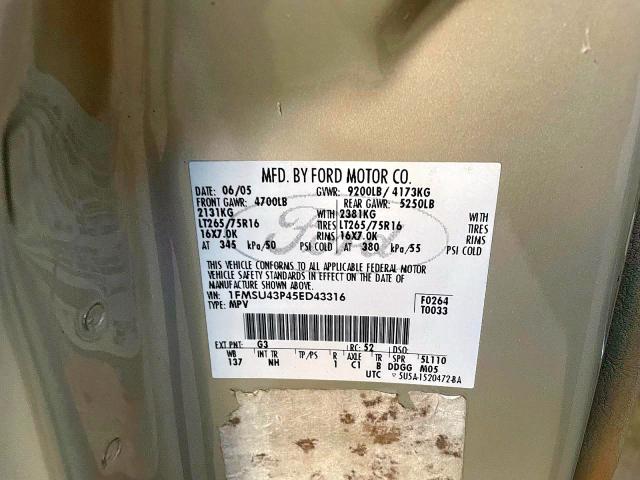 MFD. BY FORD MOTOR CO.
DATE: 06/05 GVWR: 9200LB/ 4173KG
FRONT GAWR: 4700LB REAR GAWR: 5250LB
2131KG WITH 2381KG WITH
LT265/75R16 TIRES LT265/75R16 TIRES
16X7.0K RIMS 16X7.0K RIMS
AT 345 kPa/50 PSI COLD AT 380 kPa/55 PSI COLD
THIS VEHICLE CONFORMS TO ALL APPLICABLE FEDERAL MOTOR
VEHICLE SAFETY STANDARDS IN EFFECT ON THE DATE OF
MANUFACTURE SHOWN ABOVE.
VIN: 1FMSU43P45ED43316 F0264
TYPE: MPV T0033
EXT PNT: G3 RC: 52 DSO:
WB INT TR TP/PS R AXLE TR SPR 5L110
137 NH 1 C1 B DDGG M05
UTC 5U5A-1520472-BA
Ford